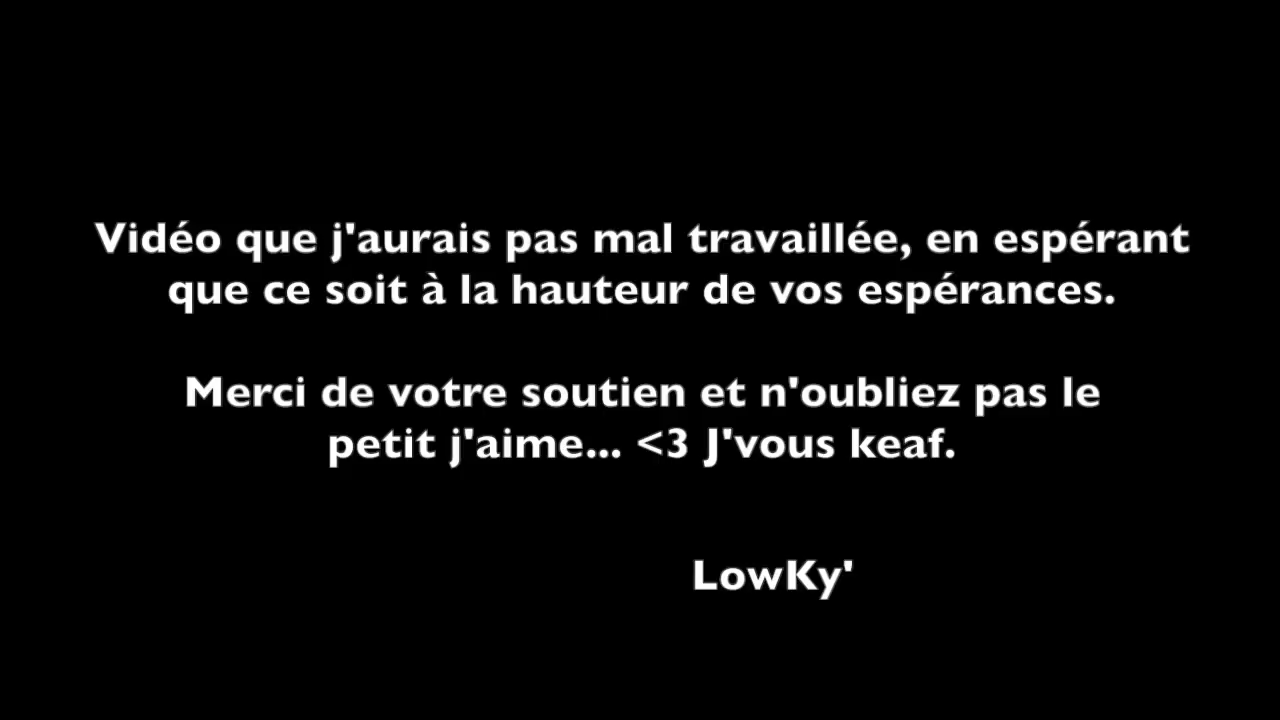 Vidéo que j'aurais pas mal travaillée, en espérant
que ce soit à la hauteur de vos espérances.
Merci de votre soutien et n'oubliez pas le
petit j'aime... <3 J'vous keaf.
LowKy'